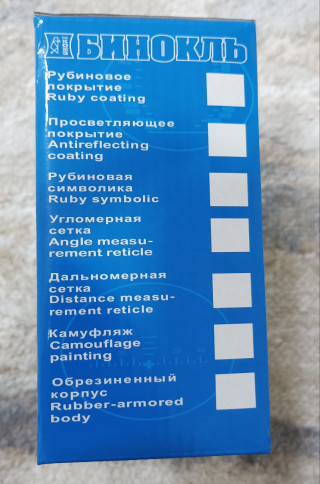 БИНОКЛЬ
Рубиновое
покрытие
Ruby coating
Просветляющее
покрытие
Antireflecting
coating
Рубиновая
символика
Ruby symbolic
Угломерная
сетка
Angle measu-
rement reticle
Дальномерная
сетка
Distance measu-
rement reticle
Камуфляж
Camouflage
painting
Обрезиненный
корпус
Rubber-armored
body